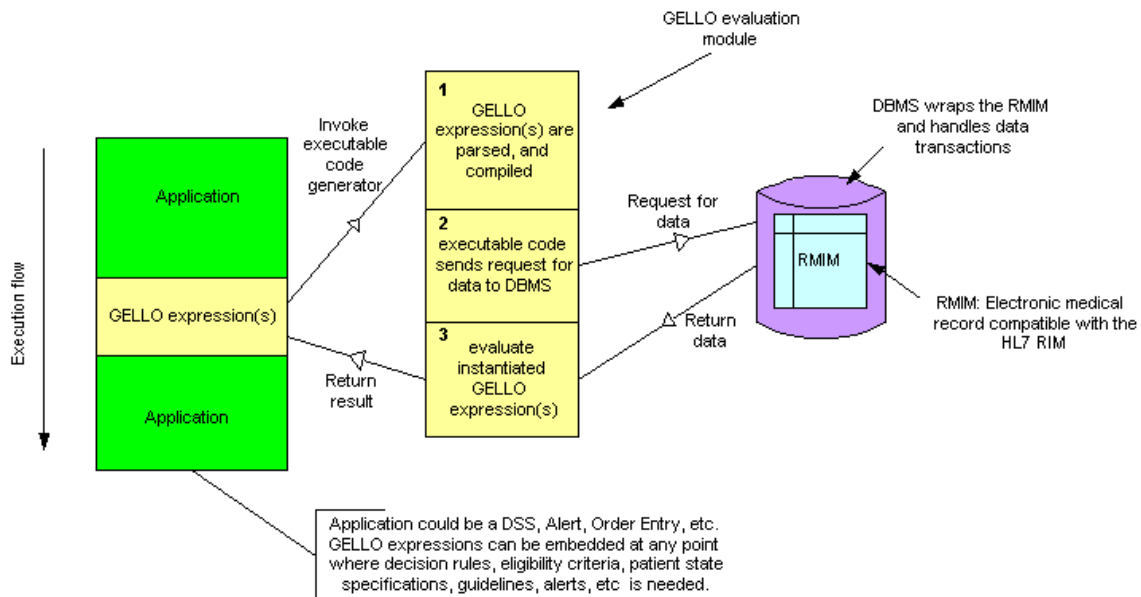 GELLO evaluation
module
1
GELLO
expression(s) are
parsed, and
compiled
2
executable code
sends request for
data to DBMS
3
evaluate
instantiated
GELLO
expression(s)
Execution flow
Application
GELLO expression(s)
Application
Invoke
executable
code
generator
Return
result
Request for
data
Return
data
DBMS wraps the RMIM
and handles data
transactions
RMIM
RMIM: Electronic medical
record compatible with the
HL7 RIM
Application could be a DSS, Alert, Order Entry, etc.
GELLO expressions can be embedded at any point
where decision rules, eligibility criteria, patient state
specifications, guidelines, alerts, etc is needed.